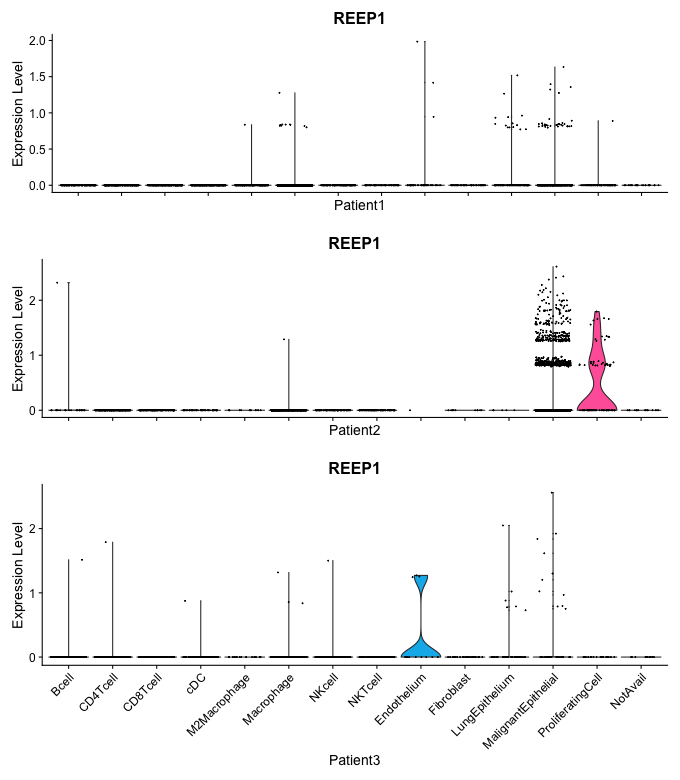 REEP1
Expression Level
2.0
1.5
1.0
0.5
0.0
Patient1
REEP1
Expression Level
2
1
0
Patient2
REEP1
Expression Level
2
1
0
Bcell
CD4Tcell
CD8Tcell
cDC
M2Macrophage
Macrophage
NKcell
NKTcell
Endothelium
Fibroblast
LungEpithelium
MalignantEpithelial
ProliferatingCell
NotAvail
Patient3